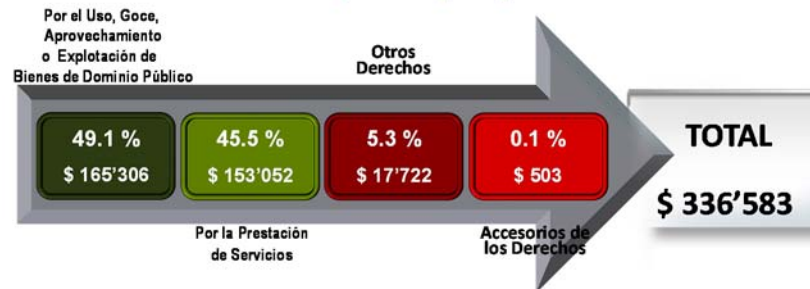 Por el Uso, Goce,
Aprovechamiento
o Explotación de
Bienes de Dominio Público
Otros
Derechos
49.1 %
$ 165'306
45.5 %
$ 153'052
5.3 %
$ 17'722
0.1 %
$ 503
TOTAL
$ 336'583
Por la Prestación
de Servicios
Accesorios de
los Derechos